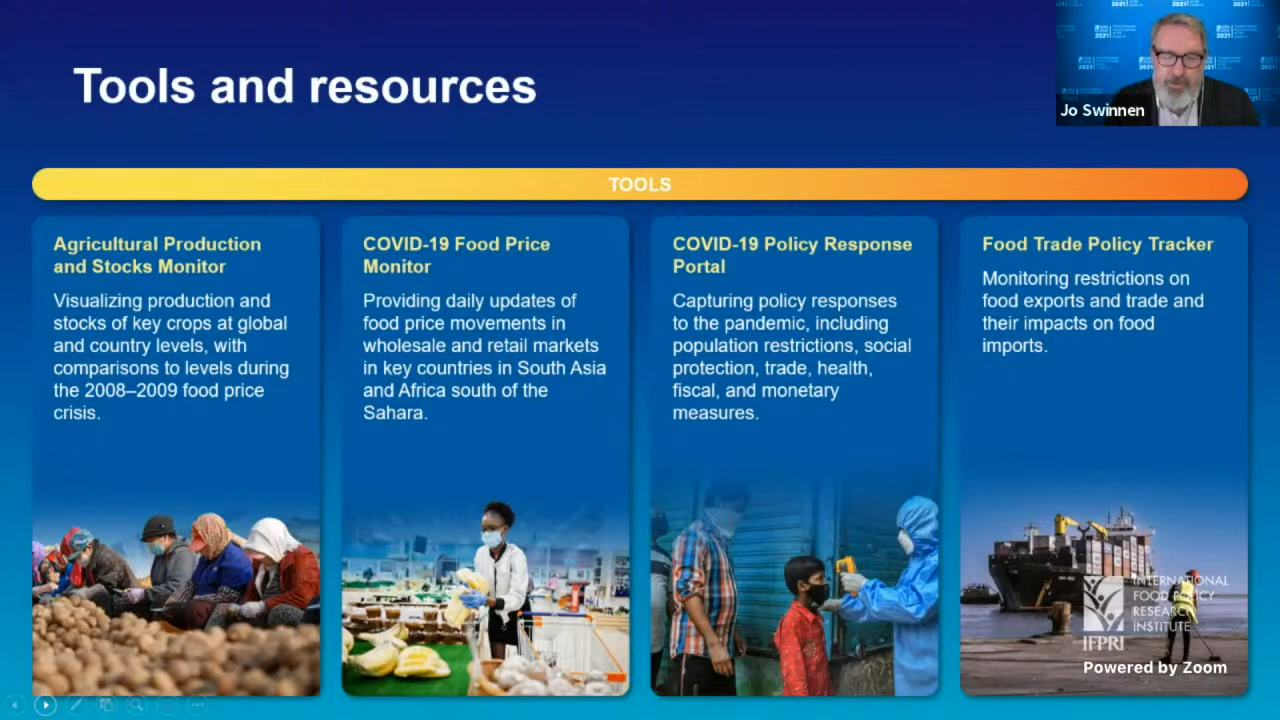 Tools and resources
Jo Swinnen
TOOLS
Agricultural Production
and Stocks Monitor
Visualizing production and
stocks of key crops at global
and country levels, with
comparisons to levels during
the 2008–2009 food price
crisis.
COVID-19 Food Price
Monitor
Providing daily updates of
food price movements in
wholesale and retail markets
in key countries in South Asia
and Africa south of the
Sahara.
COVID-19 Policy Response
Portal
Capturing policy responses
to the pandemic, including
population restrictions, social
protection, trade, health,
fiscal, and monetary
measures.
Food Trade Policy Tracker
Monitoring restrictions on
food exports and trade and
their impacts on food
imports.
INTERNATIONAL
FOOD POLICY
RESEARCH
INSTITUTE
IFPRI
Powered by Zoom